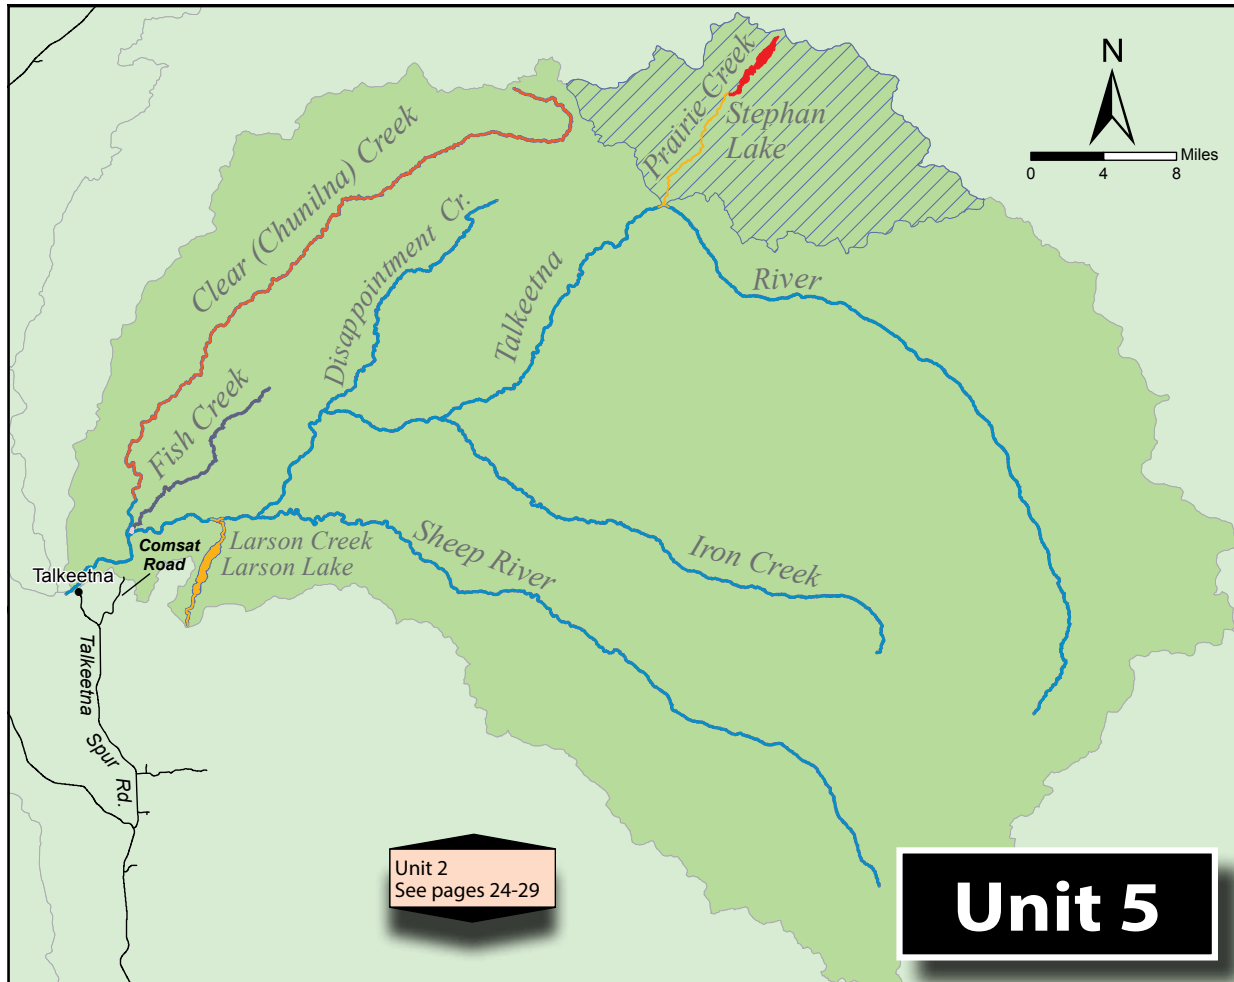 N
Miles
0 4 8
Prairie Creek
Stephan
Lake
Clear (Chunilna) Creek
Disappointment Cr.
Talkeetna
River
Fish Creek
Larson Creek
Larson Lake
Sheep River
Iron Creek
Comsat
Road
Talkeetna
Talkeetna Spur Rd.
Unit 2
See pages 24-29
Unit 5